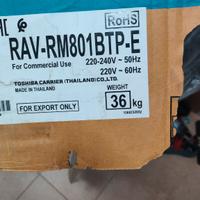 RoHS
RAV-RM801BTP-E
For Commercial Use
220-240V ~ 50Hz
220V ~ 60Hz
TOSHIBA CARRIER (THAILAND) CO., LTD.
MADE IN THAILAND
FOR EXPORT ONLY
WEIGHT
36 kg